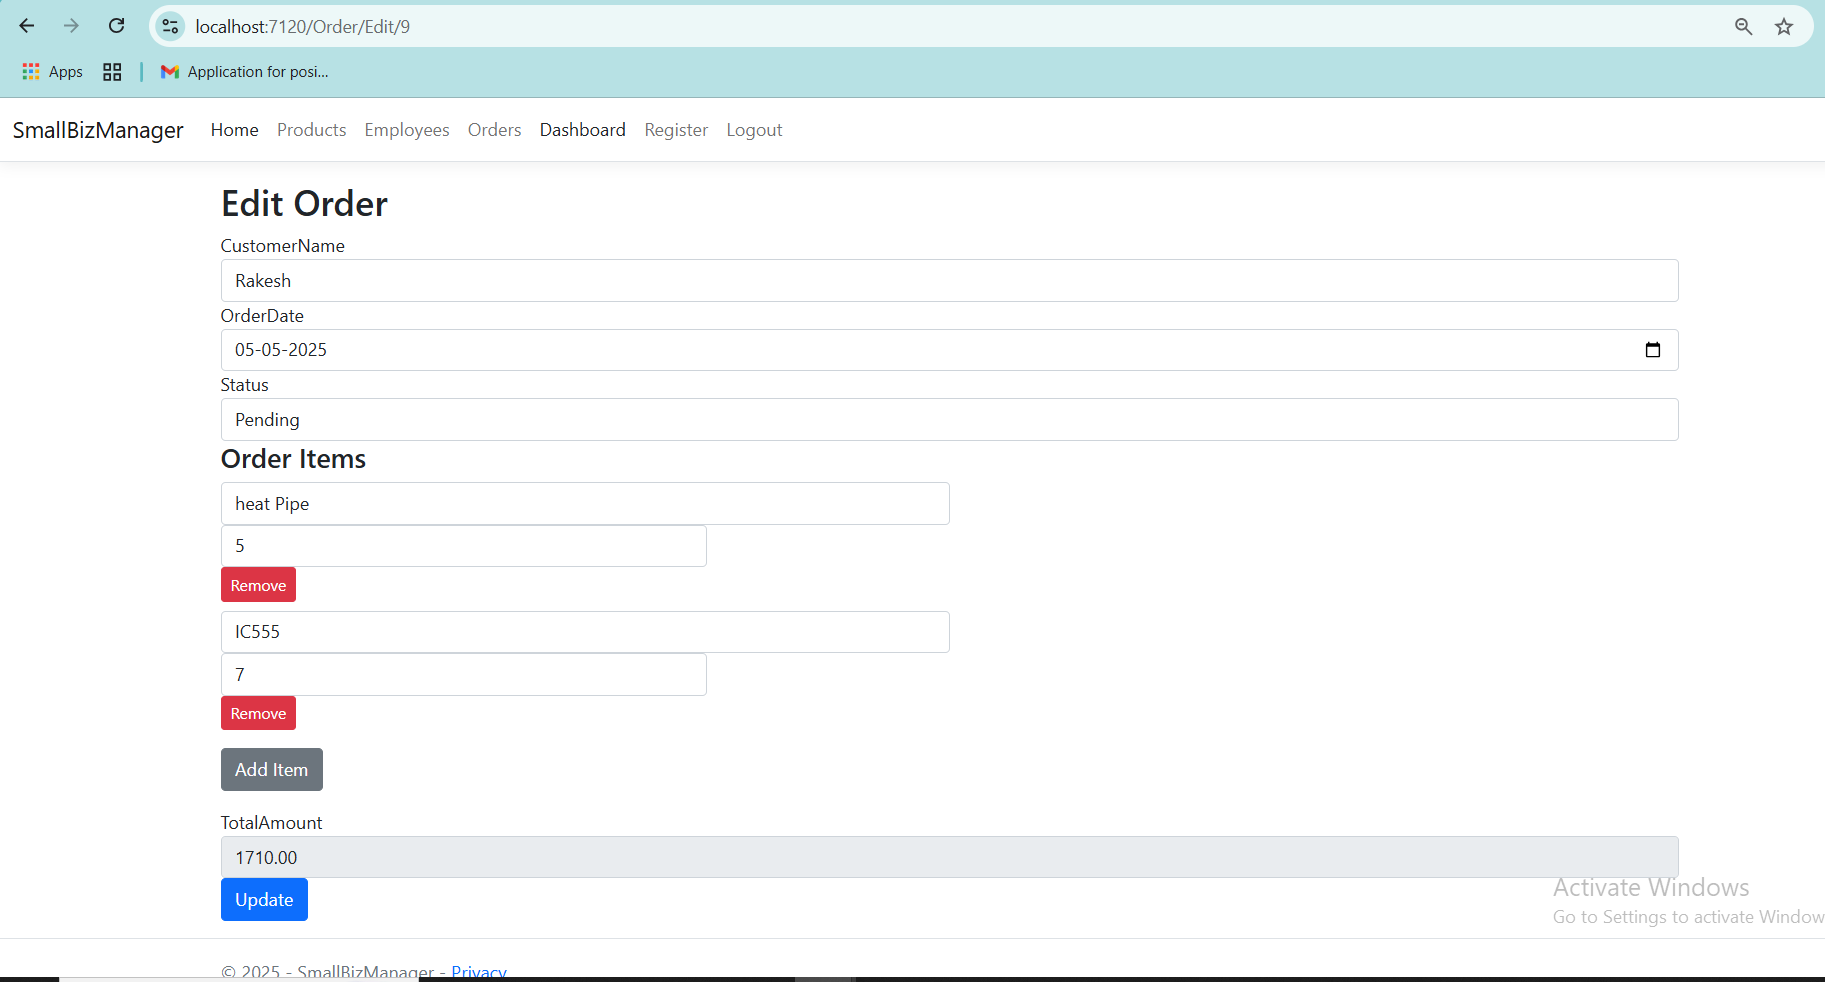 localhost:7120/Order/Edit/9
Apps Application for posi...
SmallBizManager Home Products Employees Orders Dashboard Register Logout
Edit Order
CustomerName
Rakesh
OrderDate
05-05-2025
Status
Pending
Order Items
heat Pipe
5
Remove
IC555
7
Remove
Add Item
TotalAmount
1710.00
Update
Activate Windows
Go to Settings to activate Window
© 2025 - SmallBizManager - Privacy